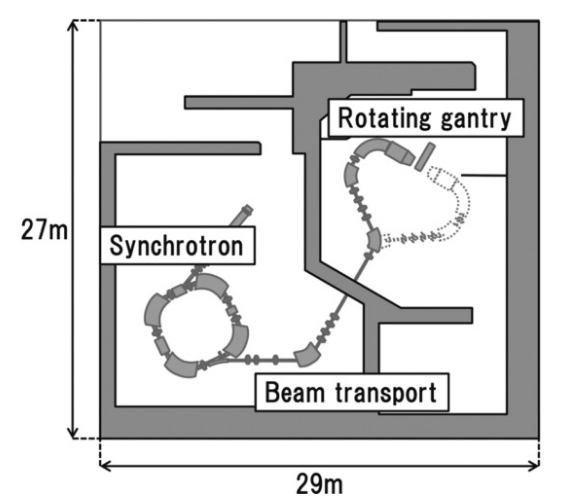 Rotating gantry
27m
Synchrotron
Beam transport
29m